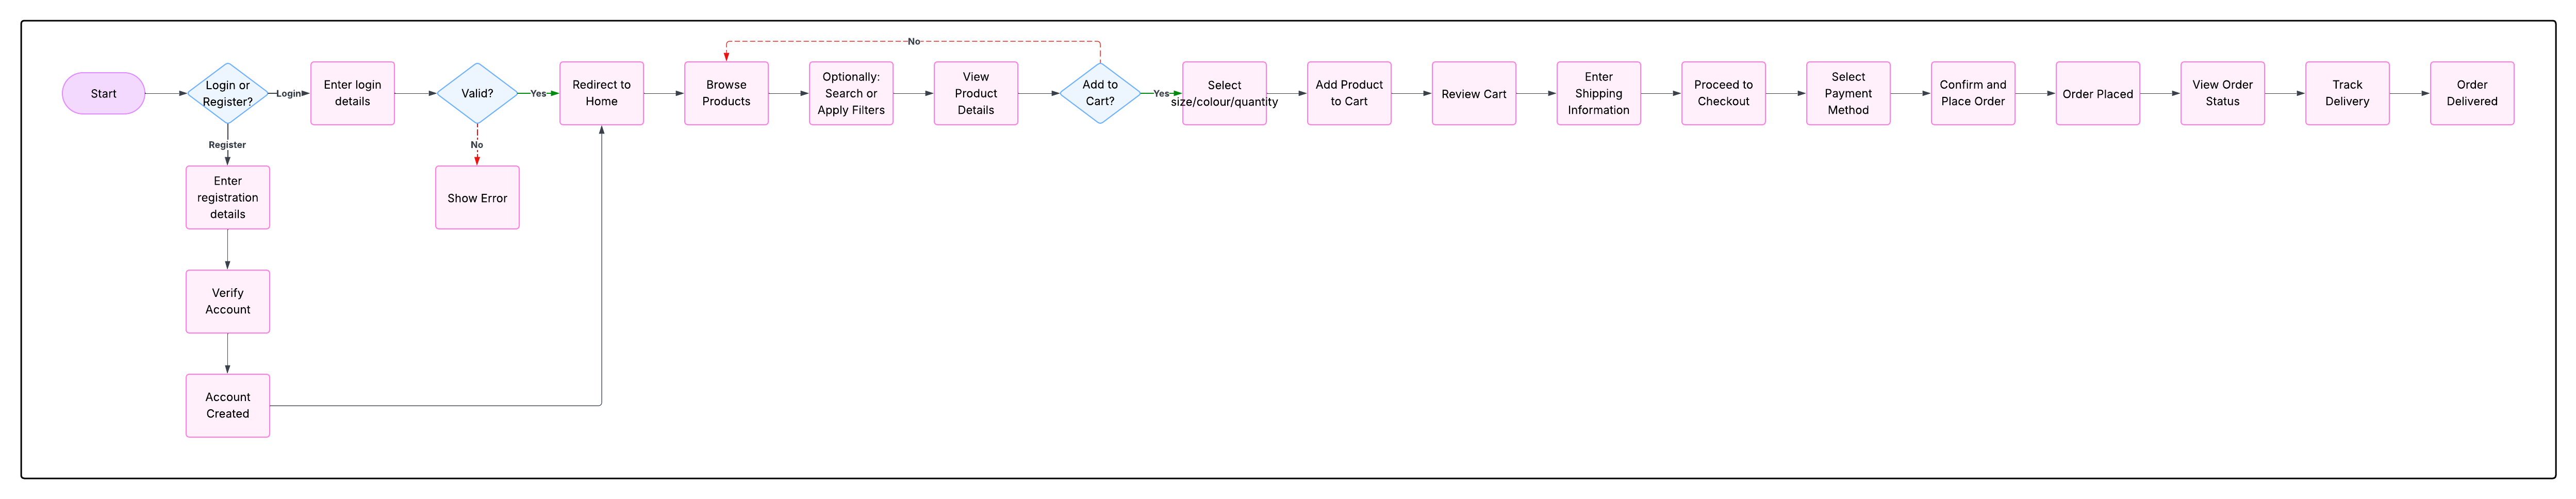 No
Start
Login or
Register?
Login
Enter login
details
Valid?
Yes
Redirect to
Home
Browse
Products
Optionally:
Search or
Apply Filters
View
Product
Details
Add to
Cart?
Yes
Select
size/colour/quantity
Add Product
to Cart
Review Cart
Enter
Shipping
Information
Proceed to
Checkout
Select
Payment
Method
Confirm and
Place Order
Order Placed
View Order
Status
Track
Delivery
Order
Delivered
Register
No
Enter
registration
details
Show Error
Verify
Account
Account
Created